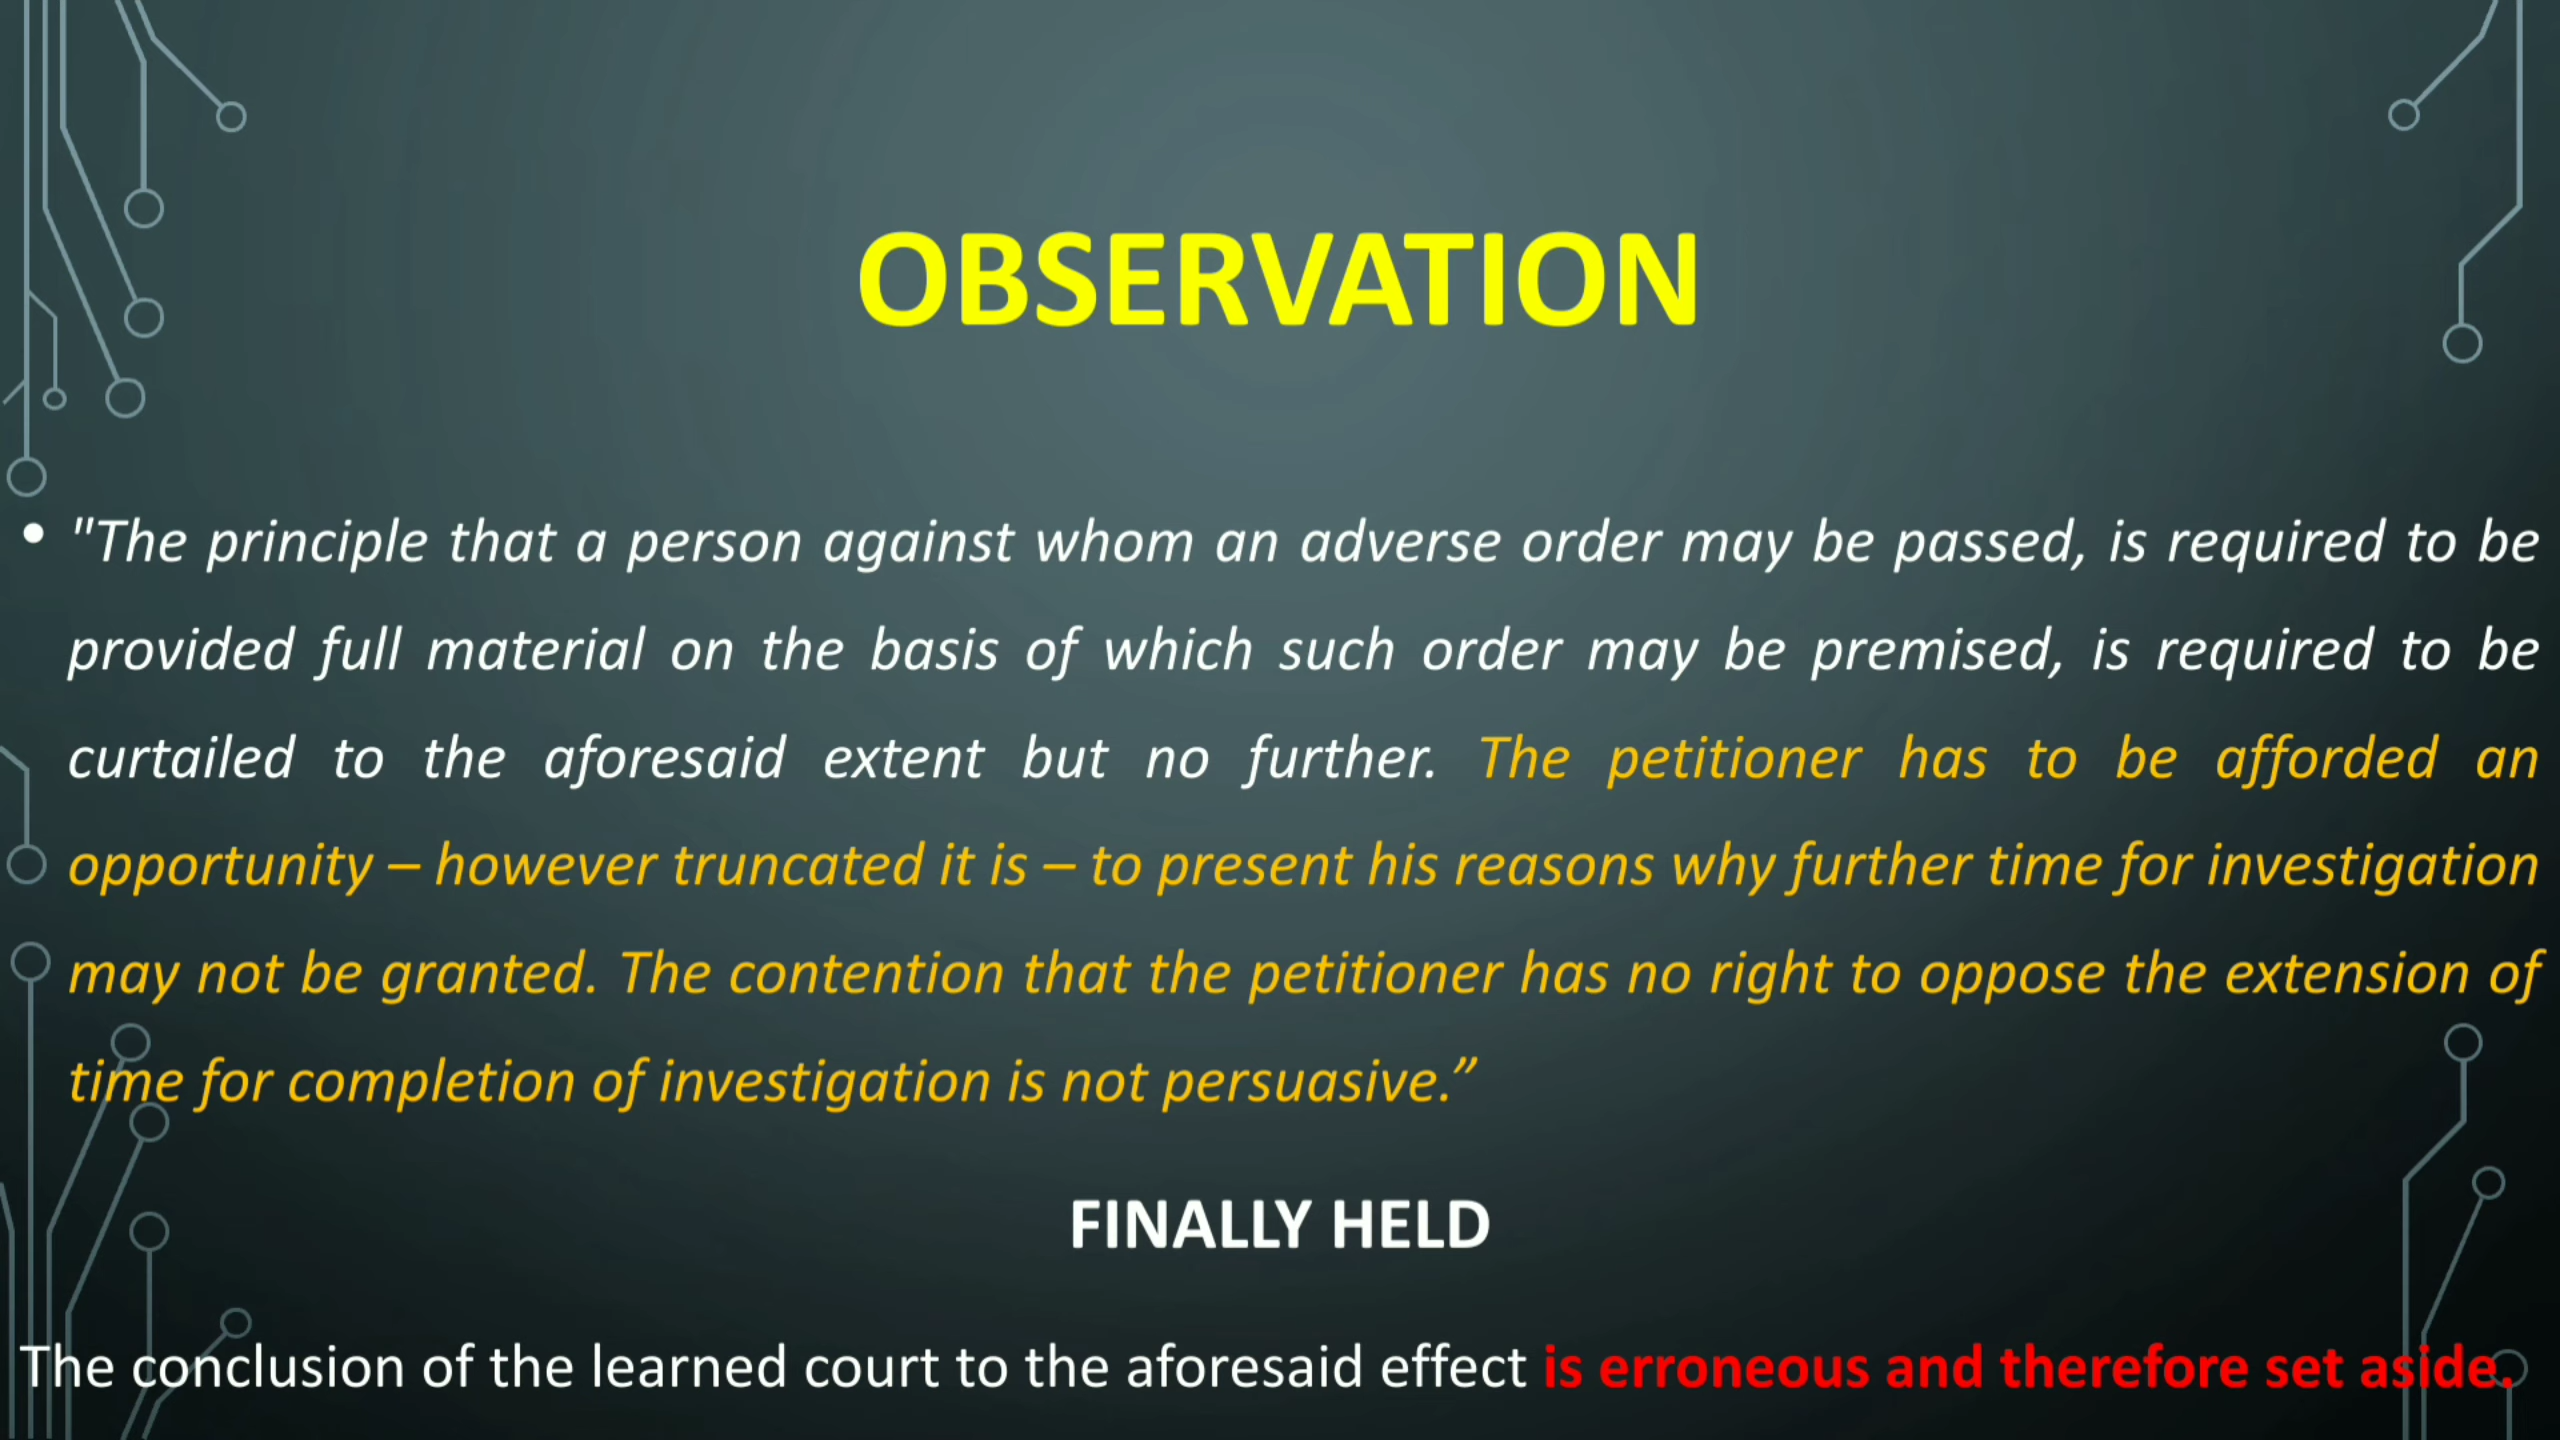 OBSERVATION
• "The principle that a person against whom an adverse order may be passed, is required to be
provided full material on the basis of which such order may be premised, is required to be
curtailed to the aforesaid extent but no further. The petitioner has to be afforded an
opportunity – however truncated it is – to present his reasons why further time for investigation
may not be granted. The contention that the petitioner has no right to oppose the extension of
time for completion of investigation is not persuasive.”
FINALLY HELD
The conclusion of the learned court to the aforesaid effect is erroneous and therefore set aside.